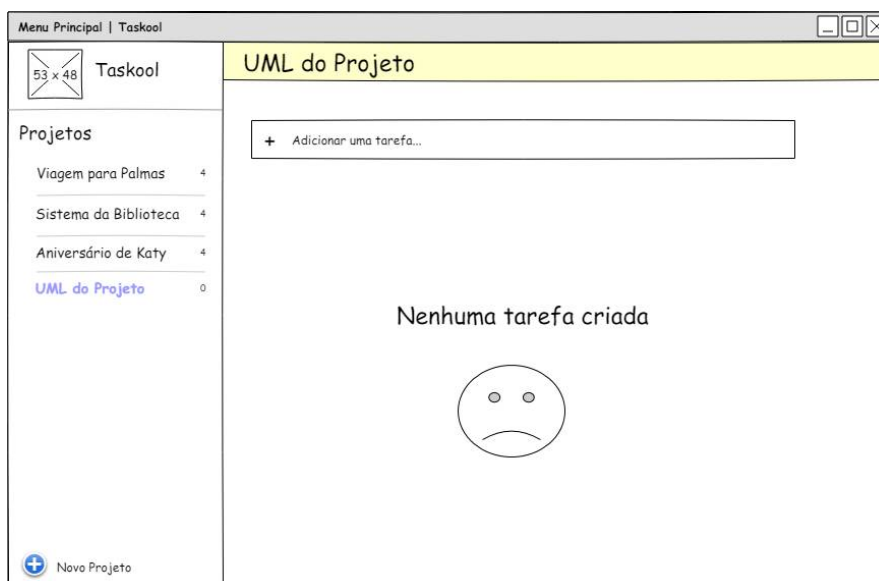 Menu Principal | Taskool
53 x 48
Taskool
UML do Projeto
Projetos
+ Adicionar uma tarefa...
Viagem para Palmas 4
Sistema da Biblioteca 4
Aniversário de Katy 4
UML do Projeto 0
Nenhuma tarefa criada
Novo Projeto